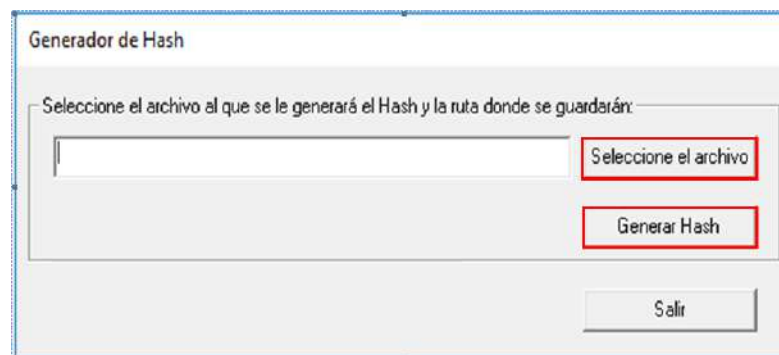 Generador de Hash
Seleccione el archivo al que se le generará el Hash y la ruta donde se guardarán:
Seleccione el archivo
Generar Hash
Salir